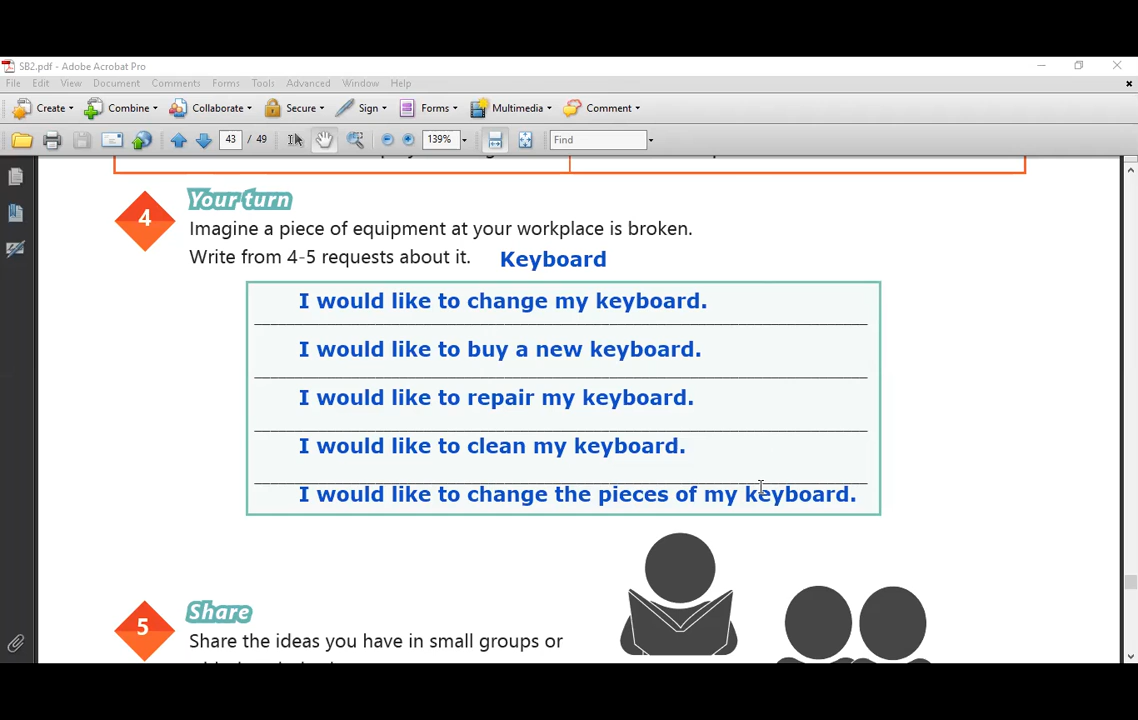 SB2.pdf - Adobe Acrobat Pro
File Edit View Document Comments Forms Tools Advanced Window Help
Create Combine Collaborate Secure Sign Forms Multimedia Comment
43 / 49 139% Find
4 Your turn
Imagine a piece of equipment at your workplace is broken.
Write from 4-5 requests about it. Keyboard
I would like to change my keyboard.
I would like to buy a new keyboard.
I would like to repair my keyboard.
I would like to clean my keyboard.
I would like to change the pieces of my keyboard.
5 Share
Share the ideas you have in small groups or